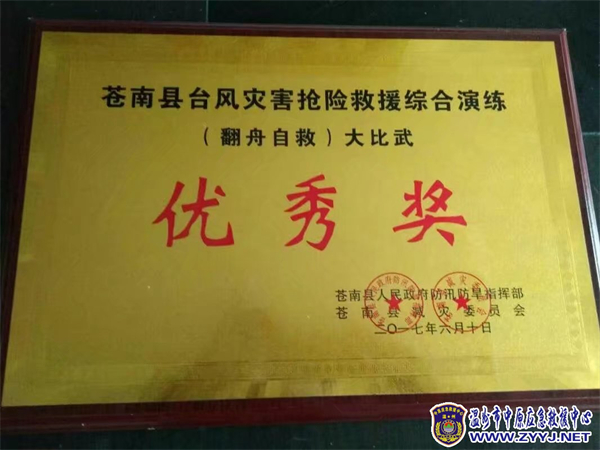 苍南县台风灾害抢险救援综合演练
（翻舟自救）大比武
优秀奖
苍南县人民政府防汛防旱指挥部
苍南县减灾委员会
二〇一七年六月十日
温州市中原应急救援中心
WWW.ZYYJ.NET